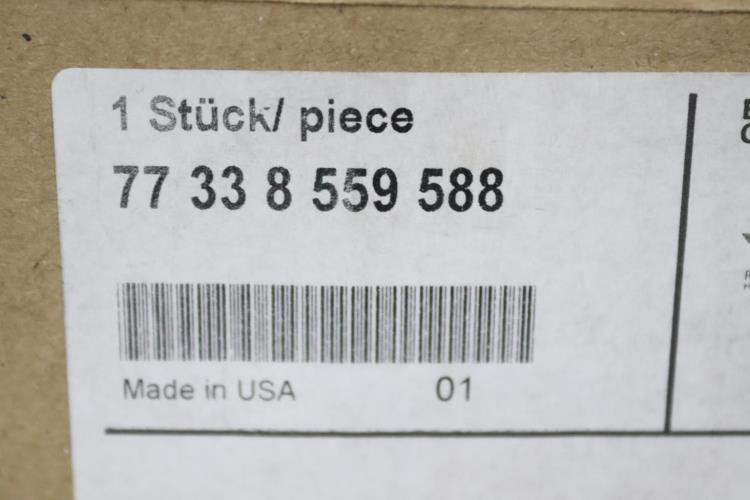 1 Stück/ piece
77 33 8 559 588
Made in USA 01